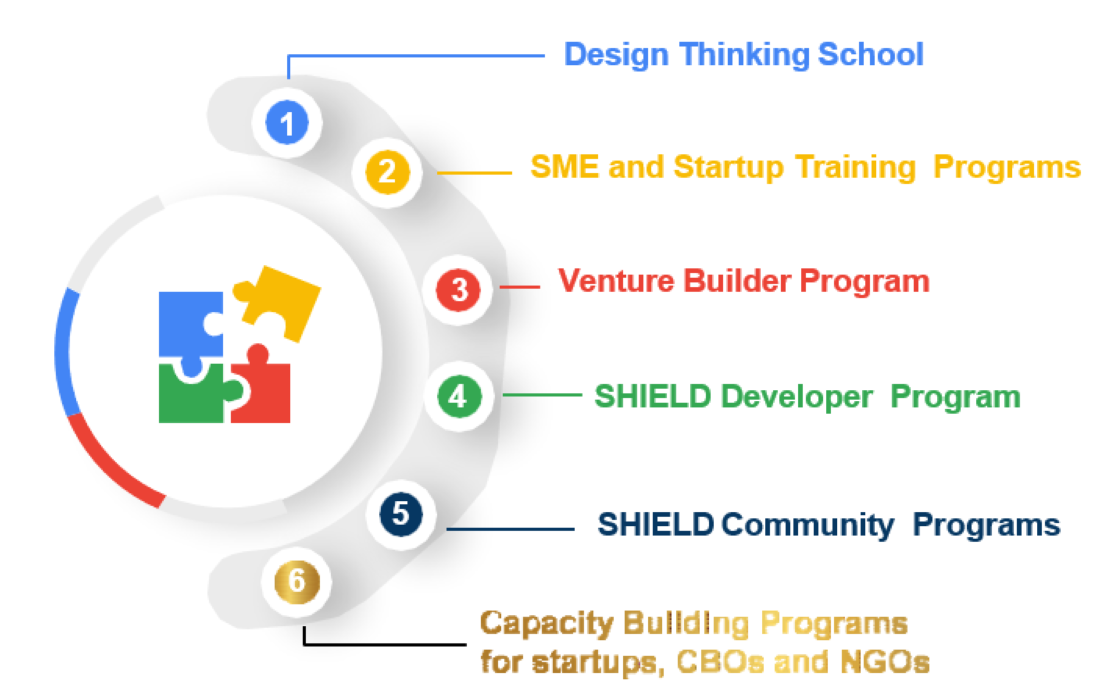 1 Design Thinking School
2 SME and Startup Training Programs
3 Venture Builder Program
4 SHIELD Developer Program
5 SHIELD Community Programs
6 Capacity Building Programs
for startups, CBOs and NGOs